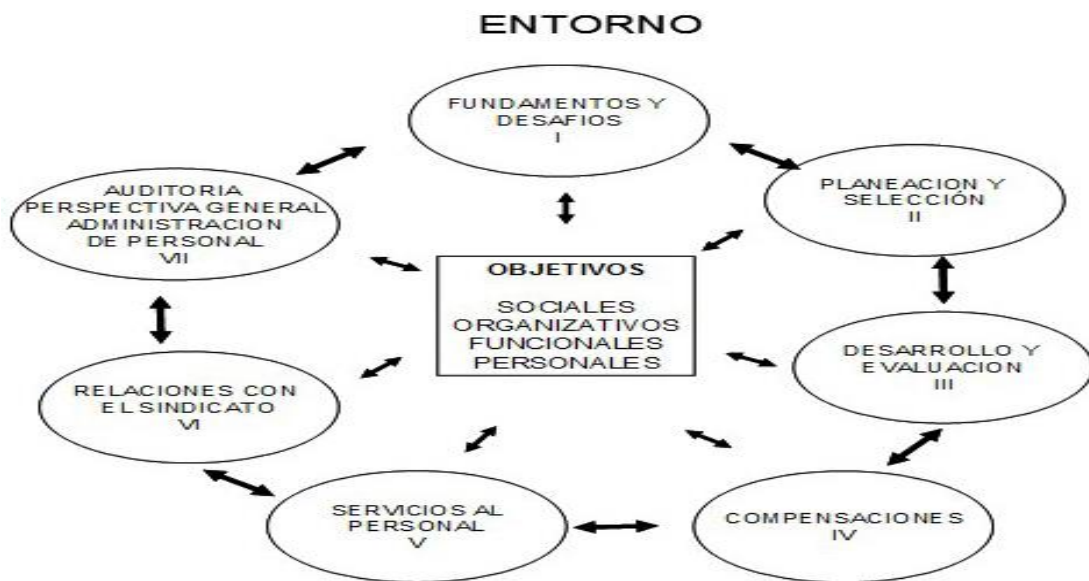 ENTORNO
FUNDAMENTOS Y
DESAFIOS
I
PLANEACION Y
SELECCIÓN
II
DESARROLLO Y
EVALUACION
III
COMPENSACIONES
IV
SERVICIOS AL
PERSONAL
V
RELACIONES CON
EL SINDICATO
VI
AUDITORIA
PERSPECTIVA GENERAL
ADMINISTRACION
DE PERSONAL
VII
OBJETIVOS
SOCIALES
ORGANIZATIVOS
FUNCIONALES
PERSONALES